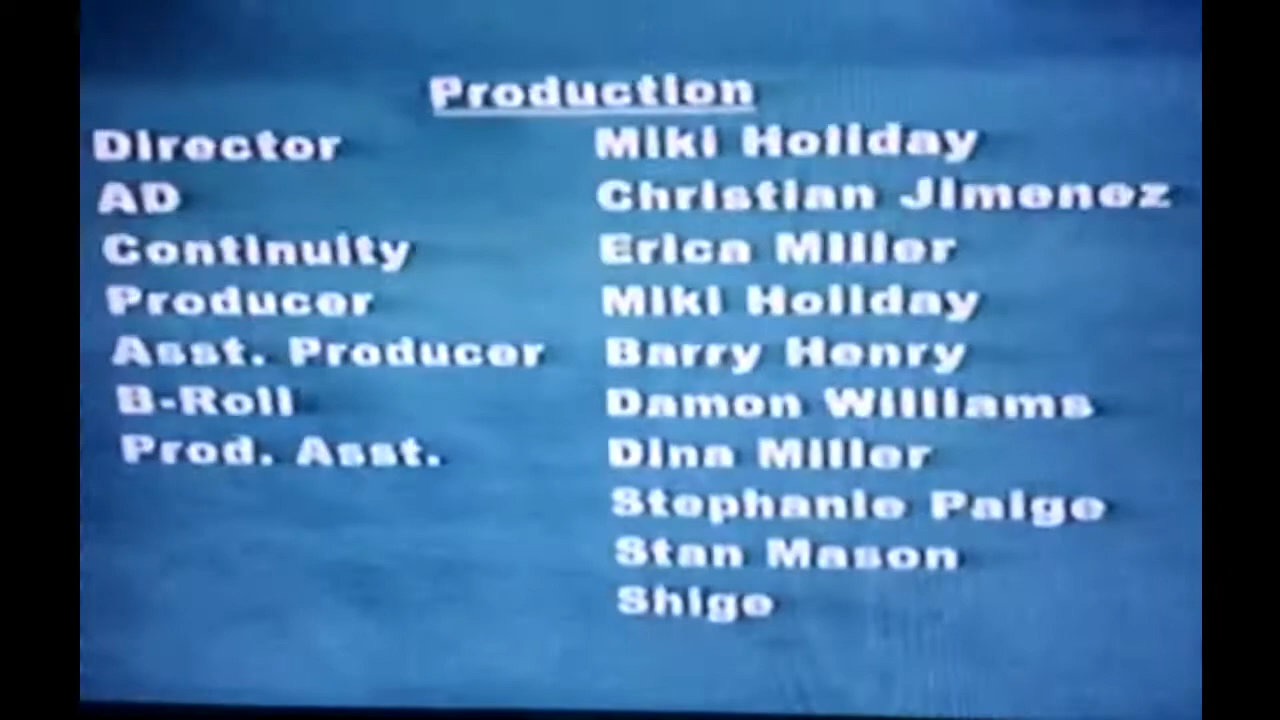 Production
Director Miki Holiday
AD Christian Jimenez
Continuity Erica Miller
Producer Miki Holiday
Asst. Producer Barry Henry
B-Roll Damon Williams
Prod. Asst. Dina Miller
Stephanie Paige
Stan Mason
Shige